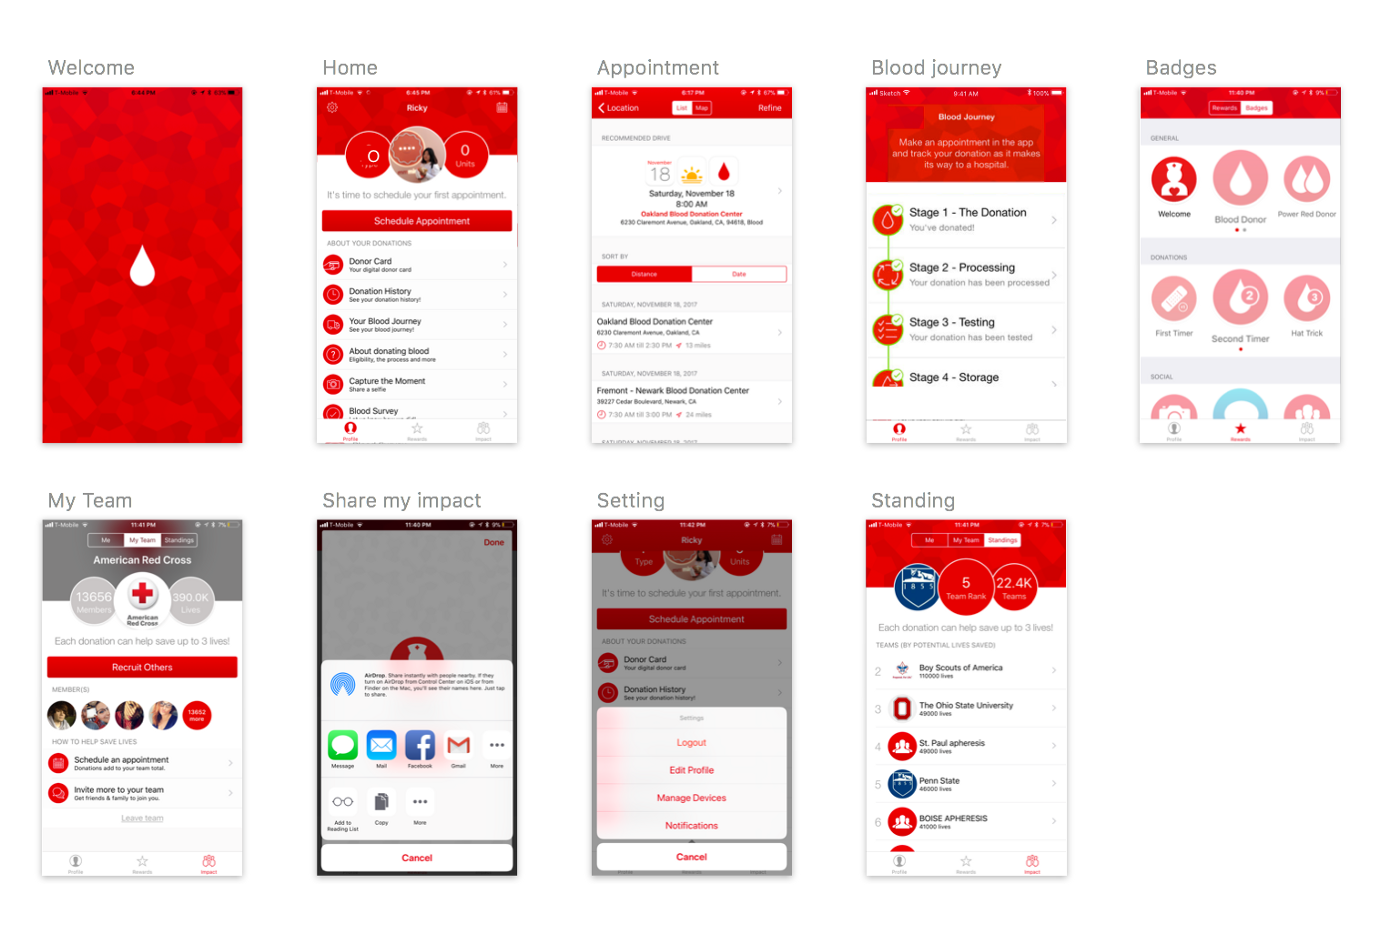 Welcome
T-Mobile 6:44 PM 63%
Home
T-Mobile 6:45 PM 61%
Ricky
O
0
Units
It's time to schedule your first appointment.
Schedule Appointment
ABOUT YOUR DONATIONS
Donor Card
Your digital donor card
Donation History
See your donation history!
Your Blood Journey
See your blood journey!
About donating blood
Eligibility, the process and more
Capture the Moment
Share a selfie
Blood Survey
Profile Rewards Impact
Appointment
T-Mobile 6:17 PM 67%
Location List Map Refine
RECOMMENDED DRIVE
November
18
Saturday, November 18
8:00 AM
Oakland Blood Donation Center
6230 Claremont Avenue, Oakland, CA, 94618, Blood
SORT BY
Distance Date
SATURDAY, NOVEMBER 18, 2017
Oakland Blood Donation Center
6230 Claremont Avenue, Oakland, CA
7:30 AM till 2:30 PM 13 miles
SATURDAY, NOVEMBER 18, 2017
Fremont - Newark Blood Donation Center
39227 Cedar Boulevard, Newark, CA
7:30 AM till 3:00 PM 24 miles
SATURDAY, NOVEMBER 18, 2017
Blood journey
Sketch 9:41 AM 100%
Blood Journey
Make an appointment in the app
and track your donation as it makes
its way to a hospital.
Stage 1 - The Donation
You've donated!
Stage 2 - Processing
Your donation has been processed
Stage 3 - Testing
Your donation has been tested
Stage 4 - Storage
Profile Rewards Impact
Badges
T-Mobile 11:40 PM 9%
Rewards Badges
GENERAL
Welcome Blood Donor Power Red Donor
DONATIONS
2 3
First Timer Second Timer Hat Trick
SOCIAL
Profile Rewards Impact
My Team
T-Mobile 11:41 PM 7%
Me My Team Standings
American Red Cross
13656
Members
American
Red Cross
390.0K
Lives
Each donation can help save up to 3 lives!
Recruit Others
MEMBER(S)
13652
more
HOW TO HELP SAVE LIVES
Schedule an appointment
Donations add to your team total.
Invite more to your team
Get friends & family to join you.
Leave team
Profile Rewards Impact
Share my impact
T-Mobile 11:40 PM 9%
Done
AirDrop. Share instantly with people nearby. If they
turn on AirDrop from Control Center on iOS or from
Finder on the Mac, you'll see their names here. Just tap
to share.
Message Mail Facebook Gmail More
Add to
Reading List
Copy More
Cancel
Setting
T-Mobile 11:42 PM 7%
Ricky
Type Units
It's time to schedule your first appointment.
Schedule Appointment
ABOUT YOUR DONATIONS
Donor Card
Your digital donor card
Donation History
See your donation history!
Settings
Logout
Edit Profile
Manage Devices
Notifications
Cancel
Profile Rewards Impact
Standing
T-Mobile 11:41 PM 7%
Me My Team Standings
1855
5
Team Rank
22.4K
Teams
Each donation can help save up to 3 lives!
TEAMS (BY POTENTIAL LIVES SAVED)
2 Boy Scouts of America
110000 lives
3 The Ohio State University
49000 lives
4 St. Paul apheresis
49000 lives
5 Penn State
46000 lives
6 BOISE APHERESIS
41000 lives
Profile Rewards Impact